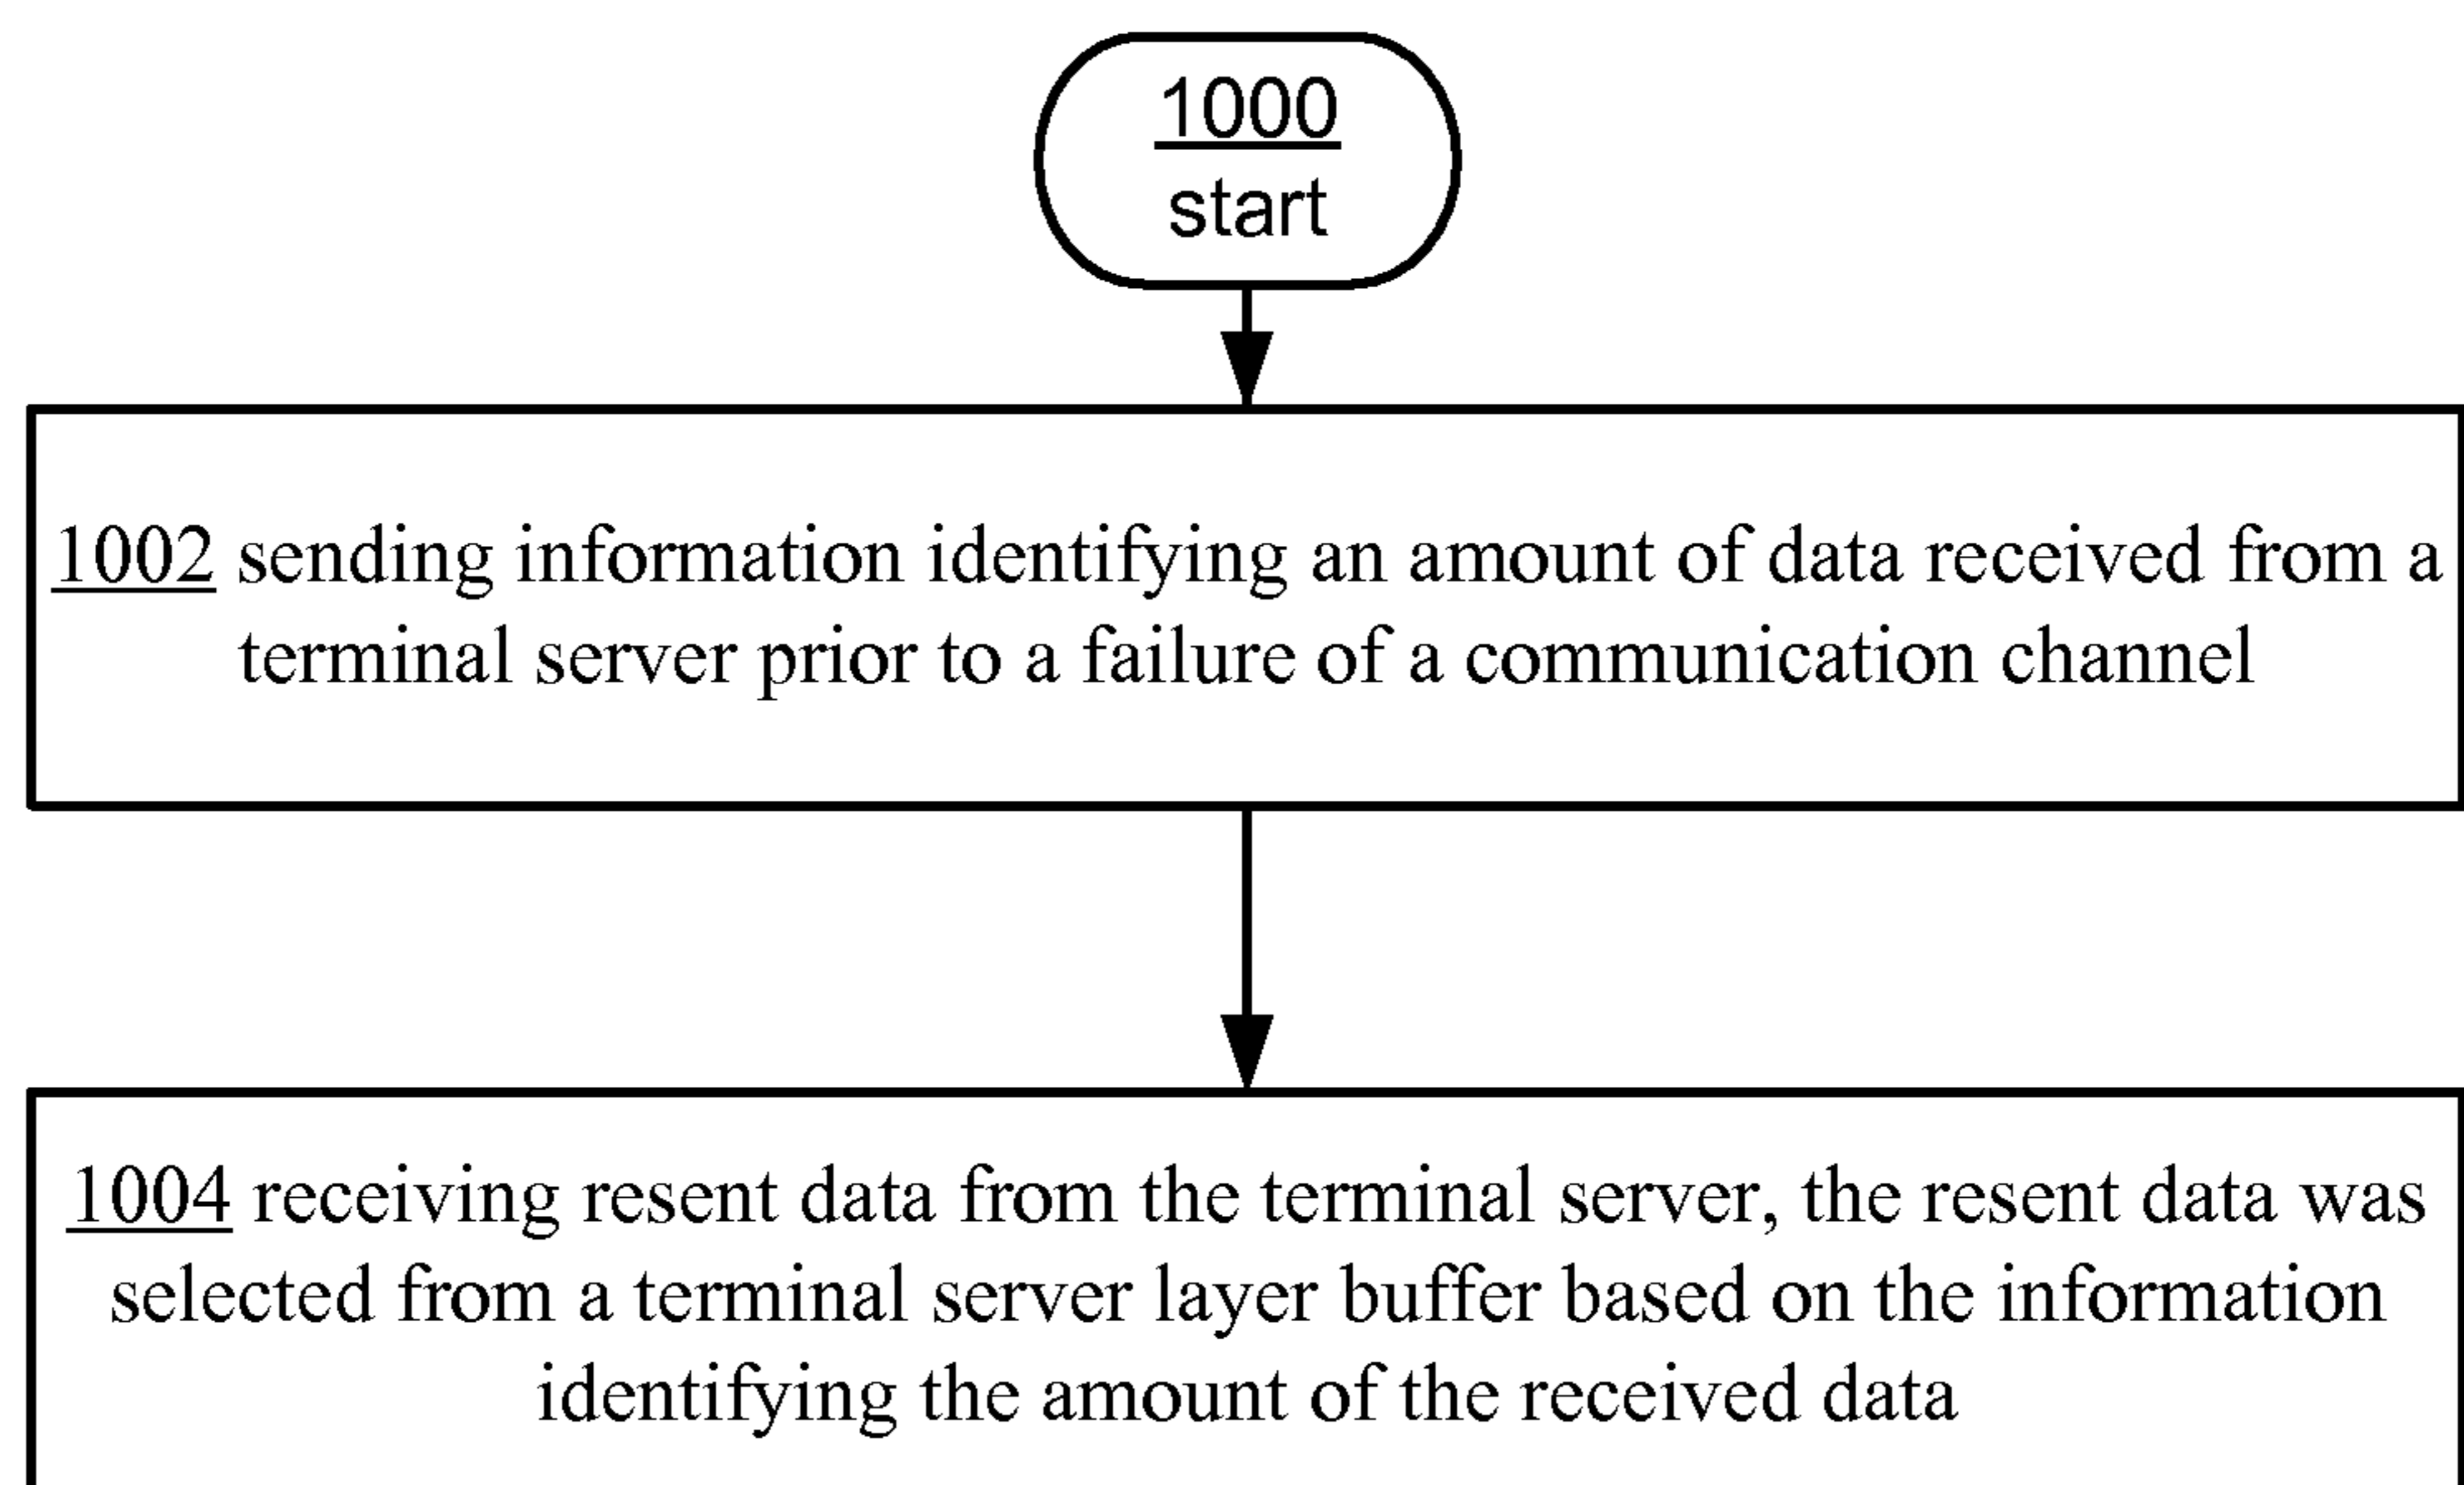 1000
start
1002 sending information identifying an amount of data received from a
terminal server prior to a failure of a communication channel
1004 receiving resent data from the terminal server, the resent data was
selected from a terminal server layer buffer based on the information
identifying the amount of the received data